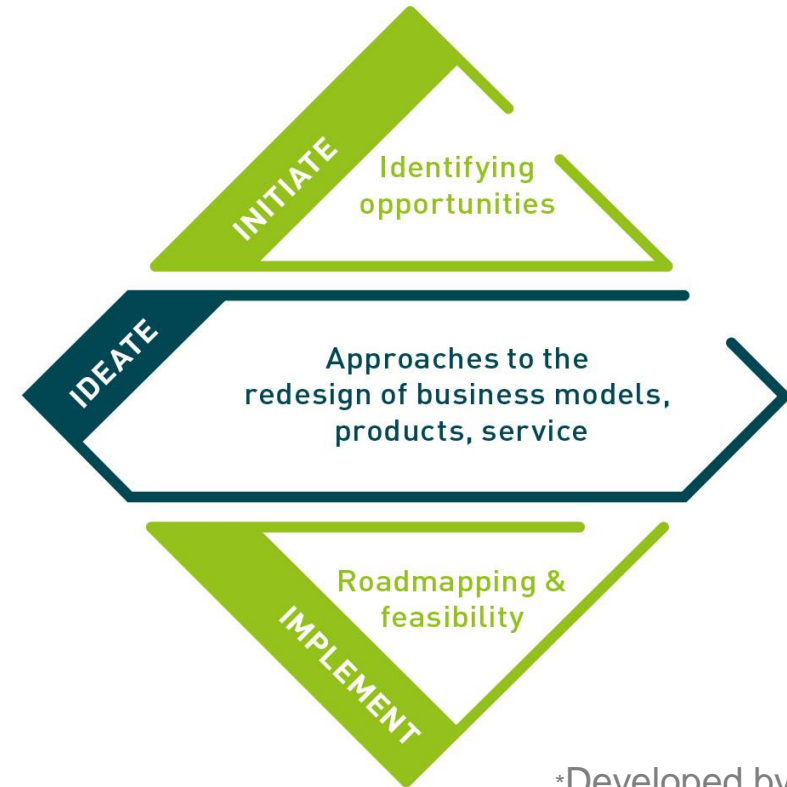 INITIATE
Identifying
opportunities
IDEATE
Approaches to the
redesign of business models,
products, service
Roadmapping &
feasibility
IMPLEMENT
*Developed by